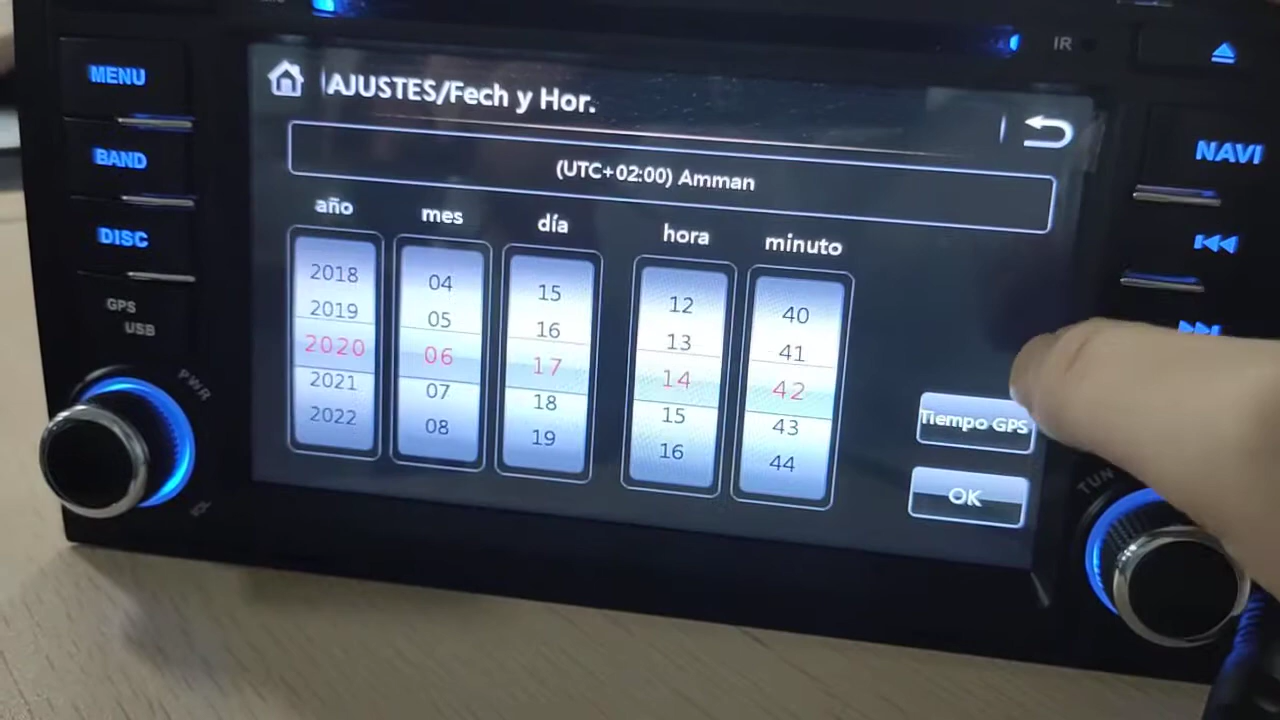 IR
MENU
AJUSTES/Fech y Hor.
BAND
NAVI
(UTC+02:00) Amman
DISC
año mes día hora minuto
2018 04 15 12 40
2019 05 16 13 41
2020 06 17 14 42
2021 07 18 15 43
2022 08 19 16 44
GPS
USB
PWR
Tiempo GPS
OK
TUN